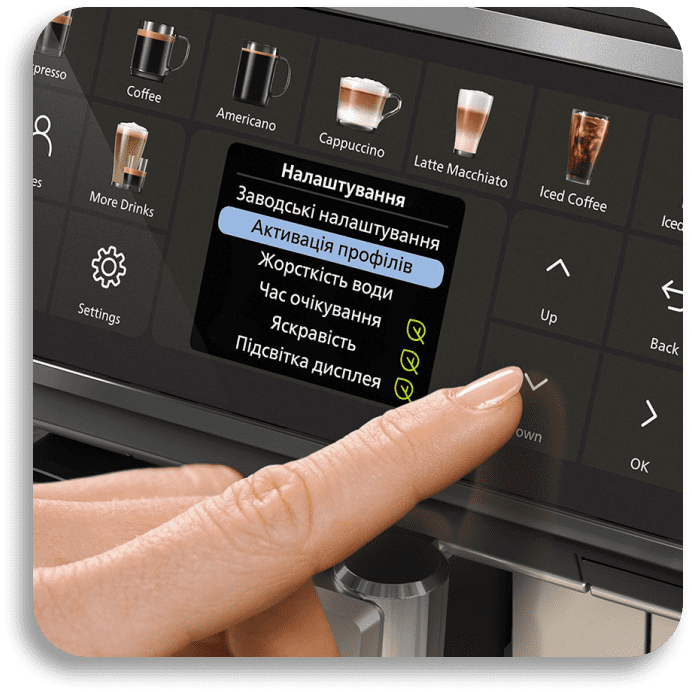 Coffee
Americano
Cappuccino
Latte Macchiato
Iced Coffee
More Drinks
Settings
Налаштування
Заводські налаштування
Активація профілів
Жорсткість води
Час очікування
Яскравість
Підсвітка дисплея
Up
Back
OK